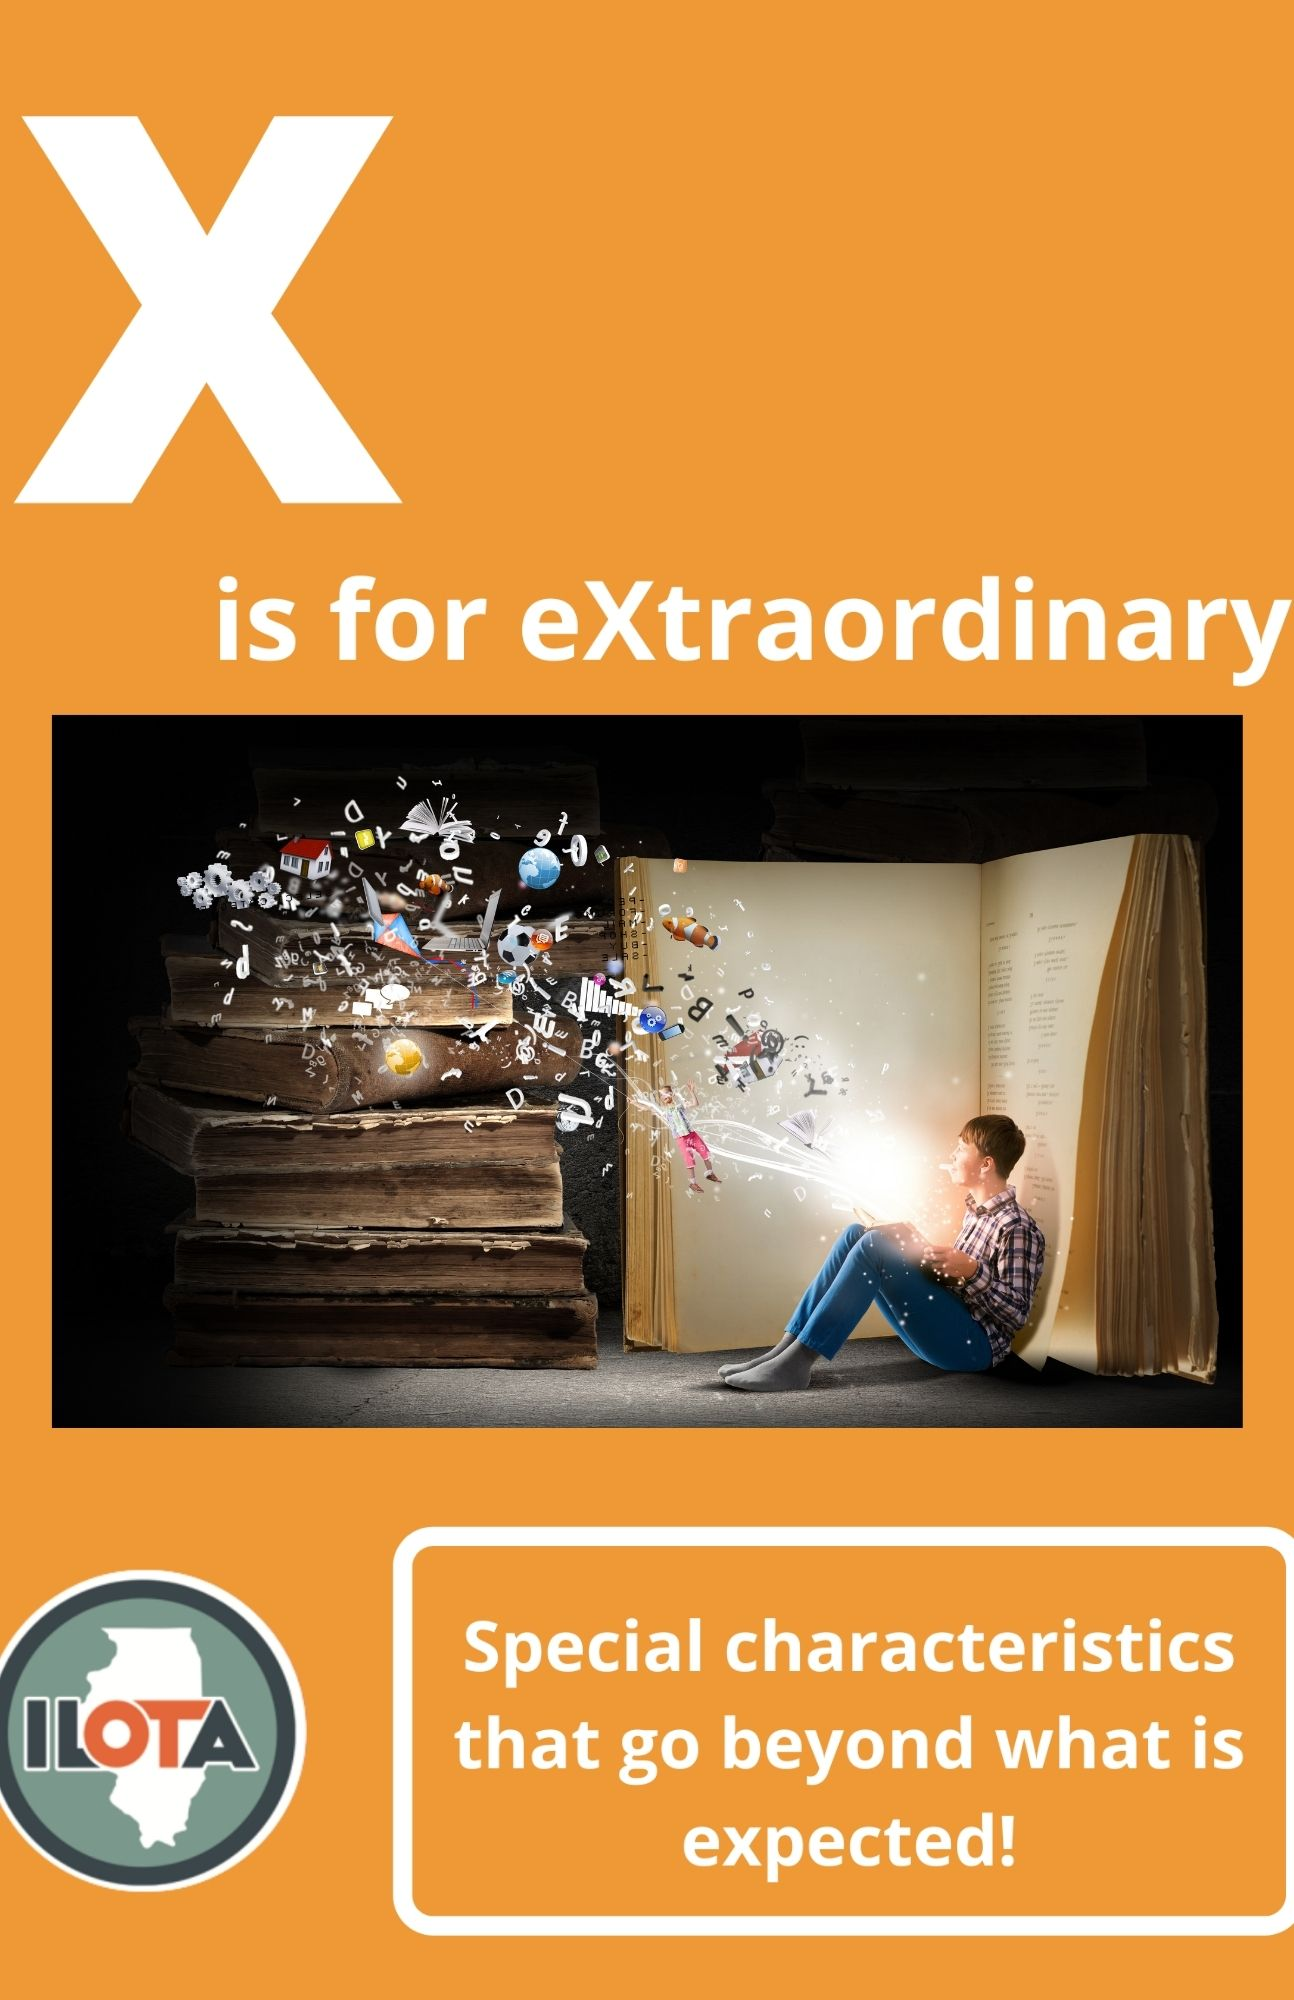 X
is for eXtraordinary
ILOTA
Special characteristics
that go beyond what is
expected!